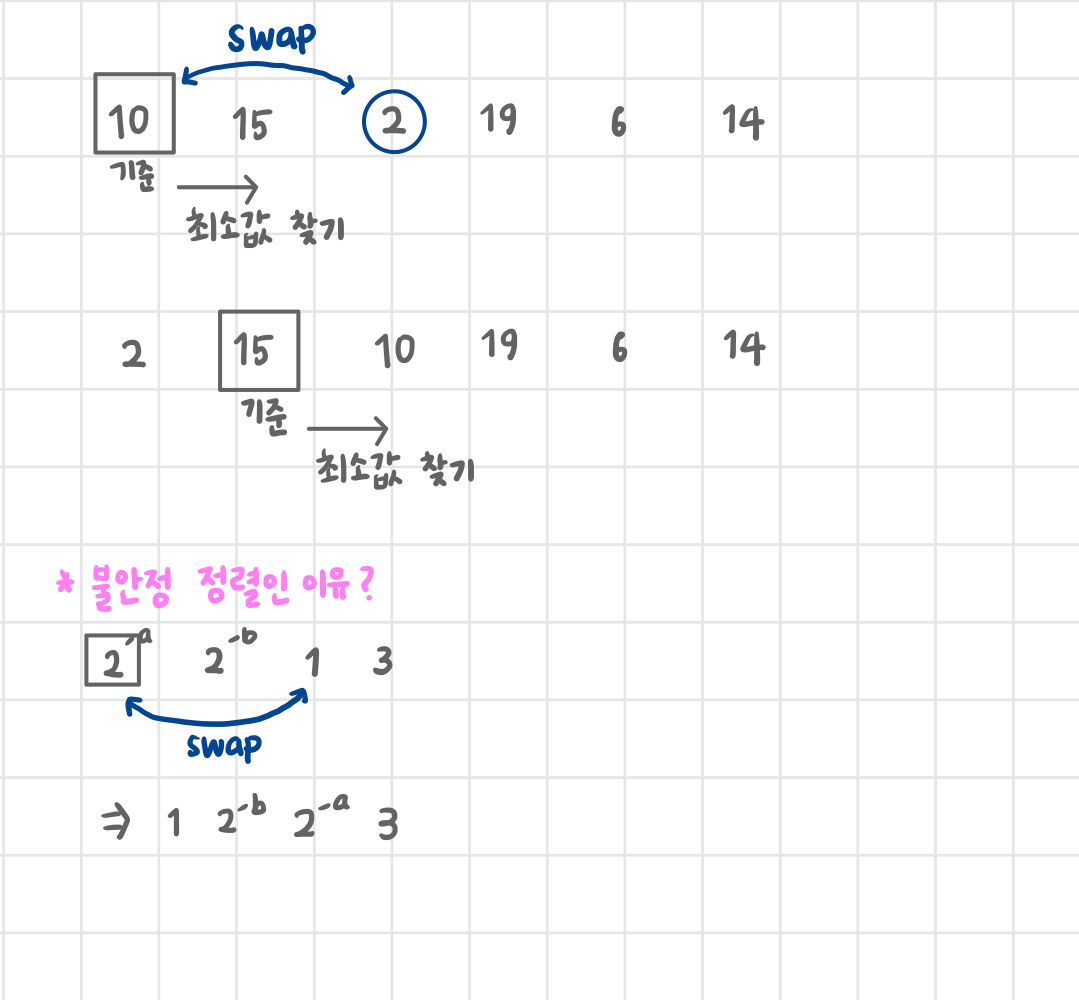 swap
10 15 2 19 6 14
기준
최소값 찾기
2 15 10 19 6 14
기준
최소값 찾기
* 불안정 정렬인 이유?
2-a 2-b 1 3
swap
⇒ 1 2-b 2-a 3